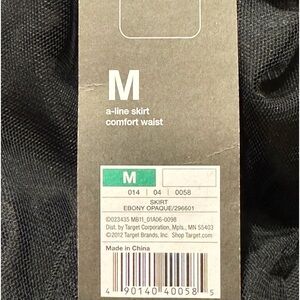 M
a-line skirt
comfort waist
M
014 | 04 | 0058
SKIRT
EBONY OPAQUE/296601
ID023435 MB11_01A06-0098
Dist. by Target Corporation, Mpls., MN 55403
©2012 Target Brands, Inc. Shop Target.com
Made in China
4 90140 40058 5